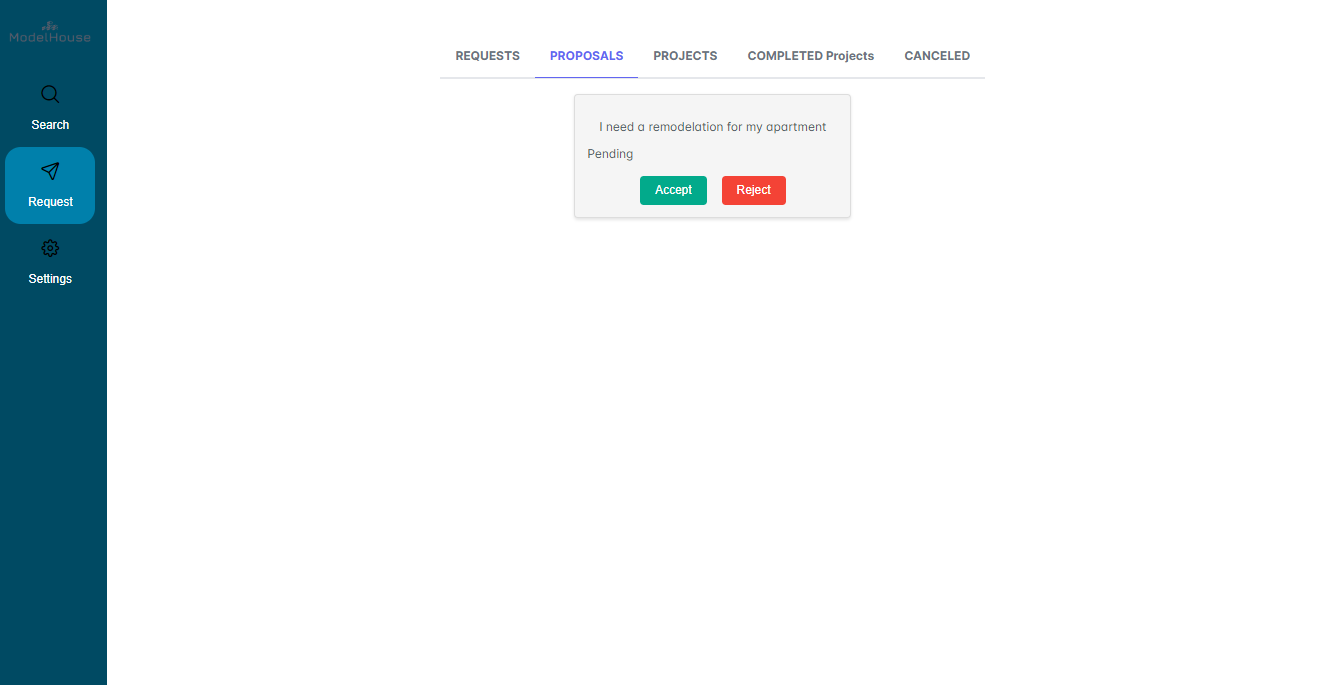 ModelHouse
Search
Request
Settings
REQUESTS PROPOSALS PROJECTS COMPLETED Projects CANCELED
I need a remodelation for my apartment
Pending
Accept Reject